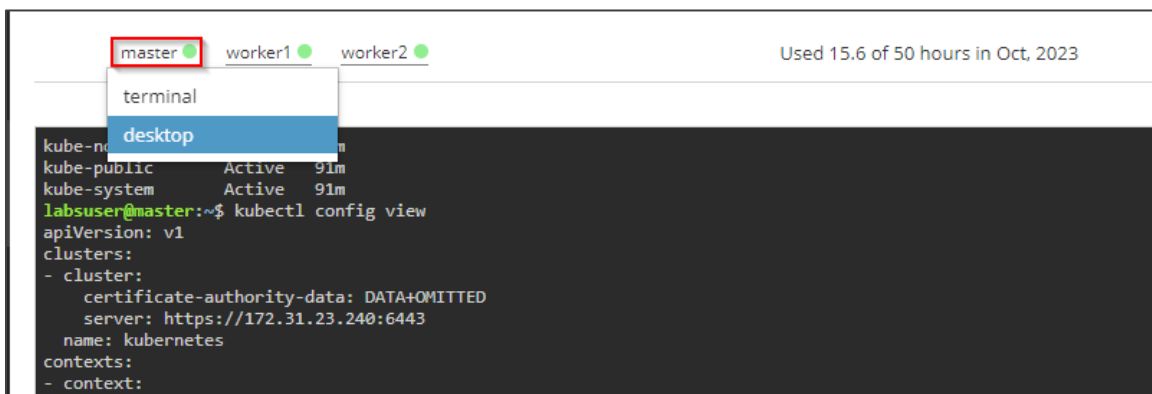 master worker1 worker2 Used 15.6 of 50 hours in Oct, 2023
terminal
desktop
kube-public Active 91m
kube-system Active 91m
labsuser@master:~$ kubectl config view
apiVersion: v1
clusters:
- cluster:
    certificate-authority-data: DATA+OMITTED
    server: https://172.31.23.240:6443
  name: kubernetes
contexts:
- context: